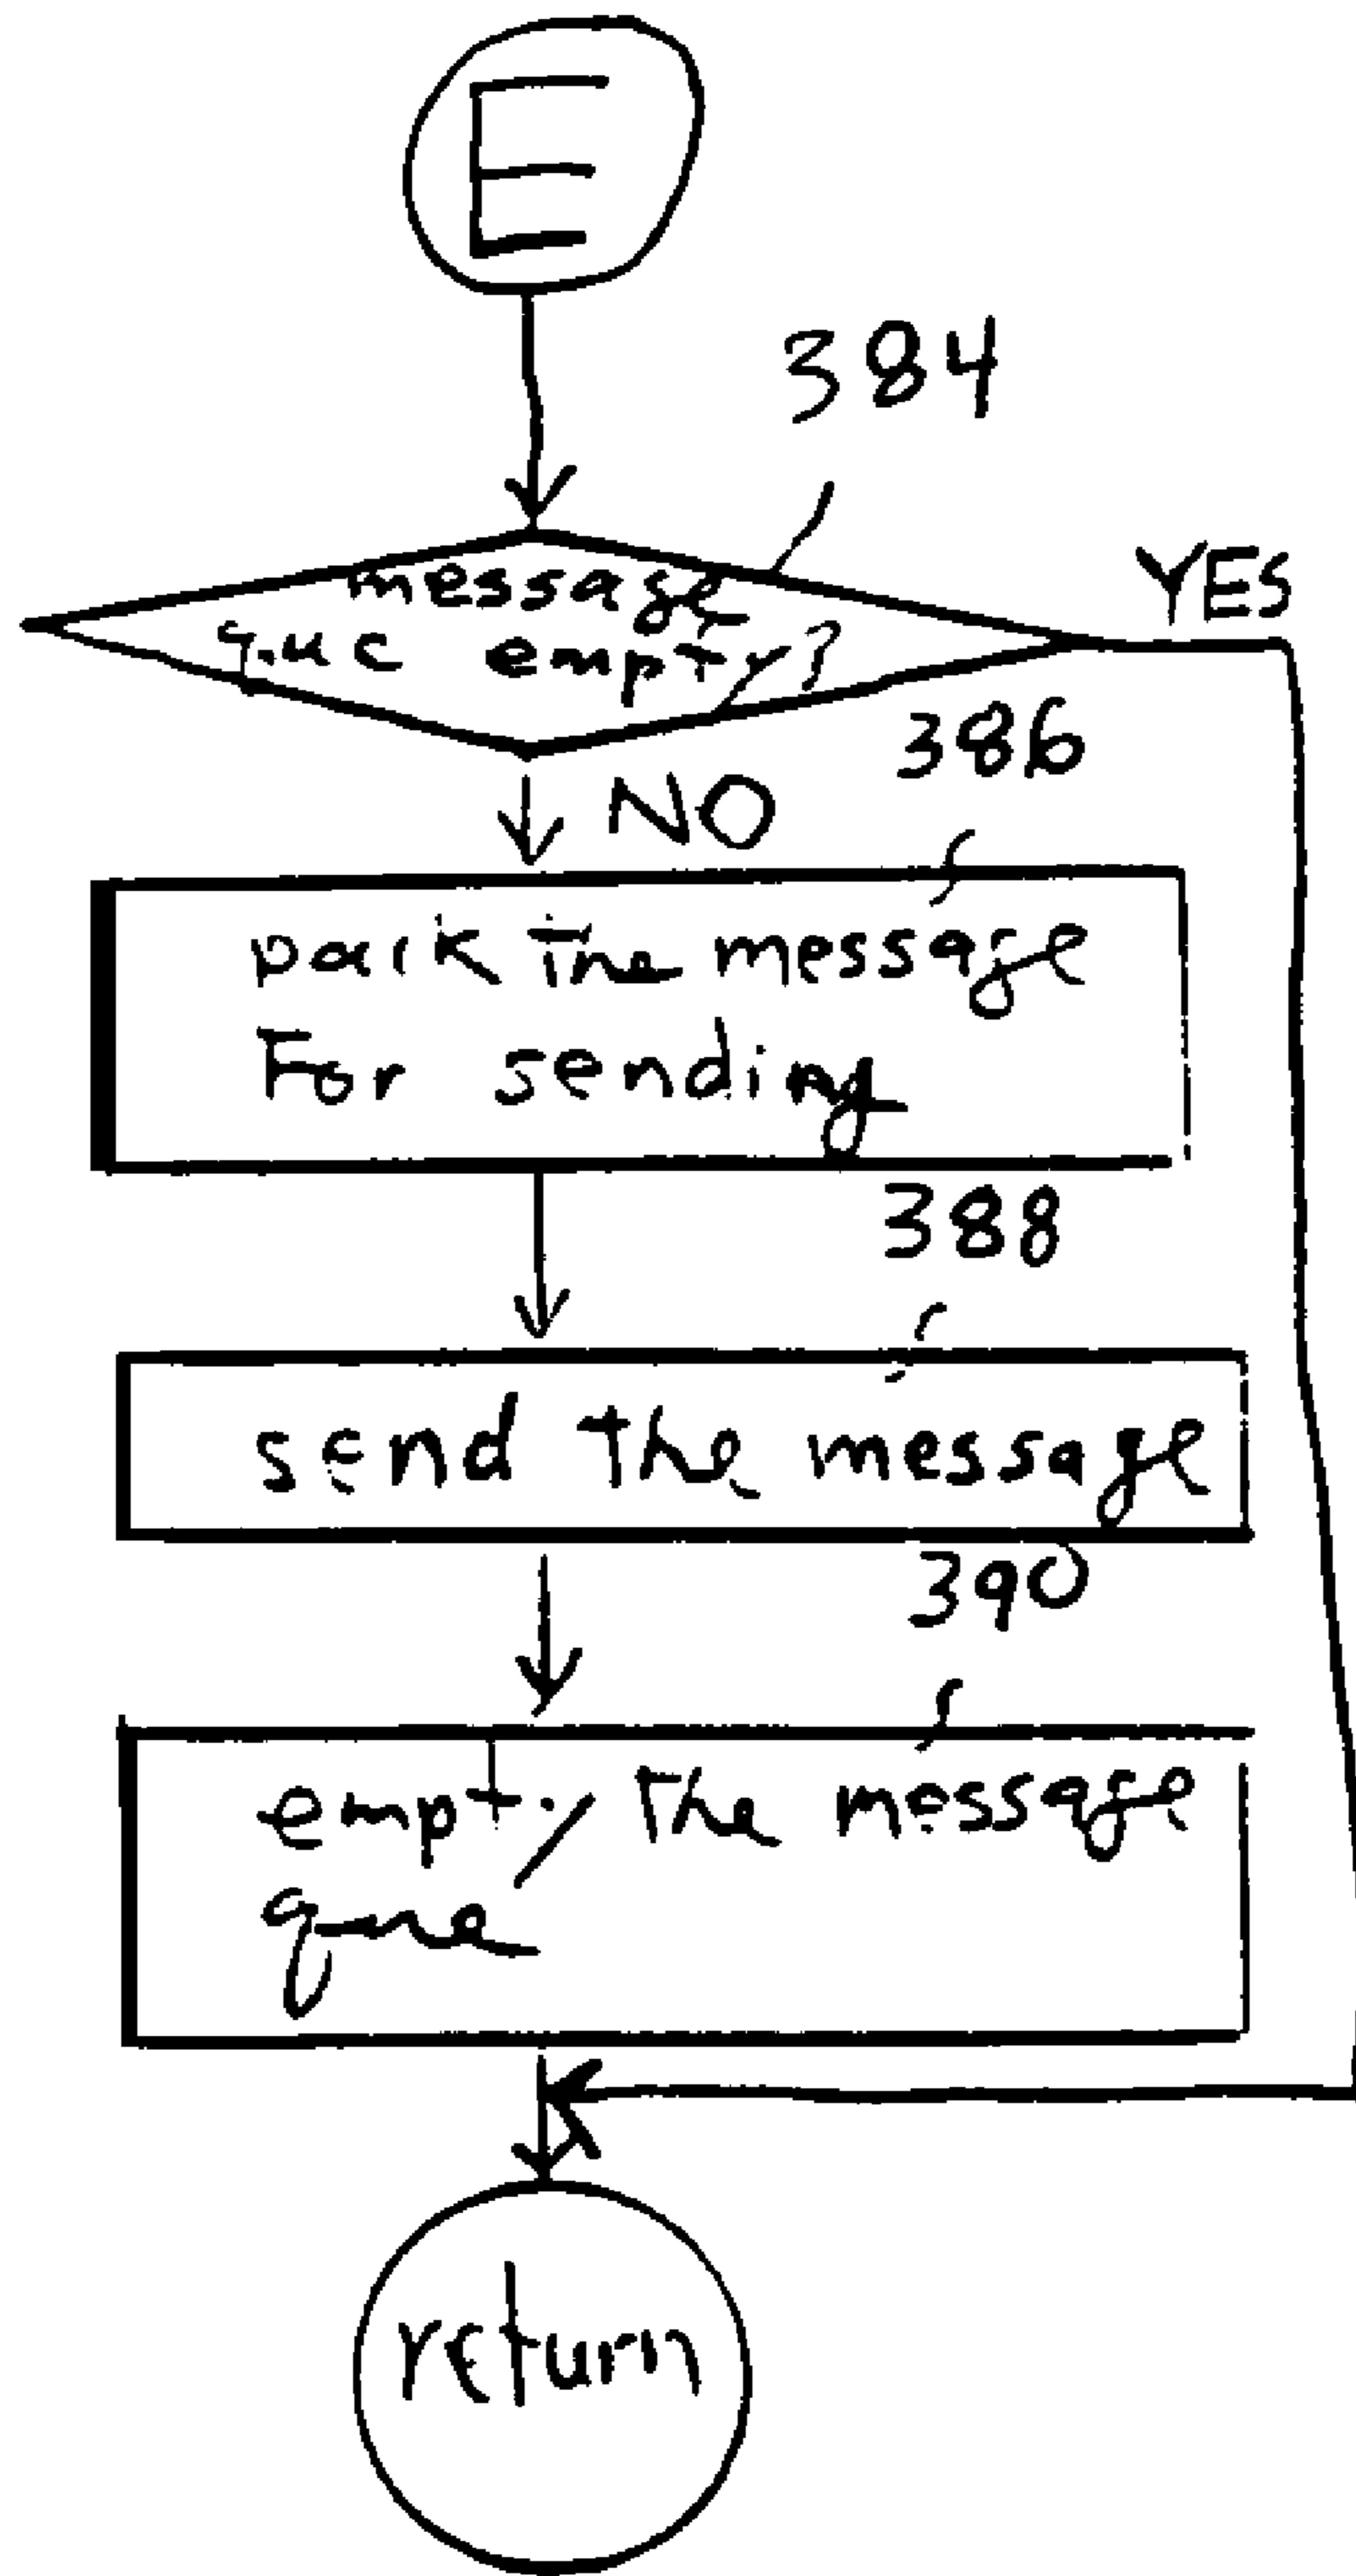 E
384
message
que empty?
YES
386
NO
pack the message
For sending
388
send the message
390
empty the message
que
return